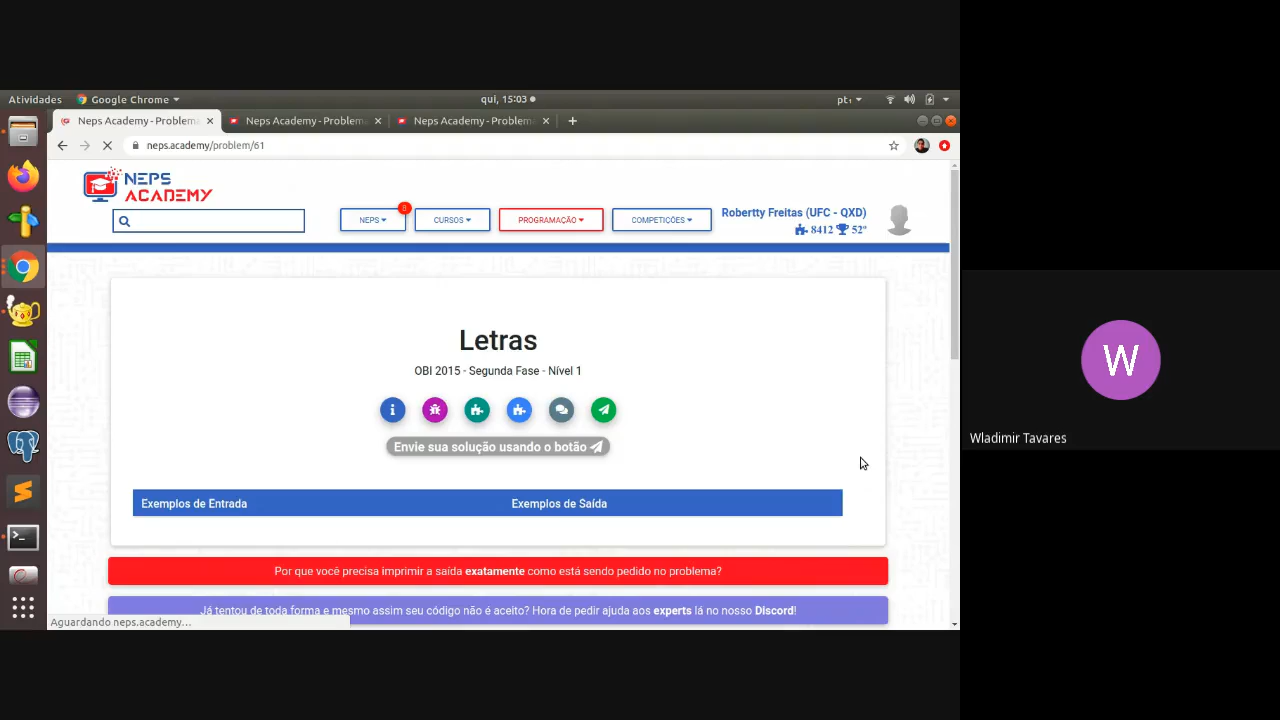 Atividades
Google Chrome
qui, 15:03
pt₁
Neps Academy - Problema
Neps Academy - Problema
Neps Academy - Problema
neps.academy/problem/61
NEPS
ACADEMY
NEPS
8
CURSOS
PROGRAMAÇÃO
COMPETIÇÕES
Robertty Freitas (UFC - QXD)
8412 52º
Letras
OBI 2015 - Segunda Fase - Nível 1
Envie sua solução usando o botão
Exemplos de Entrada
Exemplos de Saída
Por que você precisa imprimir a saída exatamente como está sendo pedido no problema?
Já tentou de toda forma e mesmo assim seu código não é aceito? Hora de pedir ajuda aos experts lá no nosso Discord!
Aguardando neps.academy...
W
Wladimir Tavares